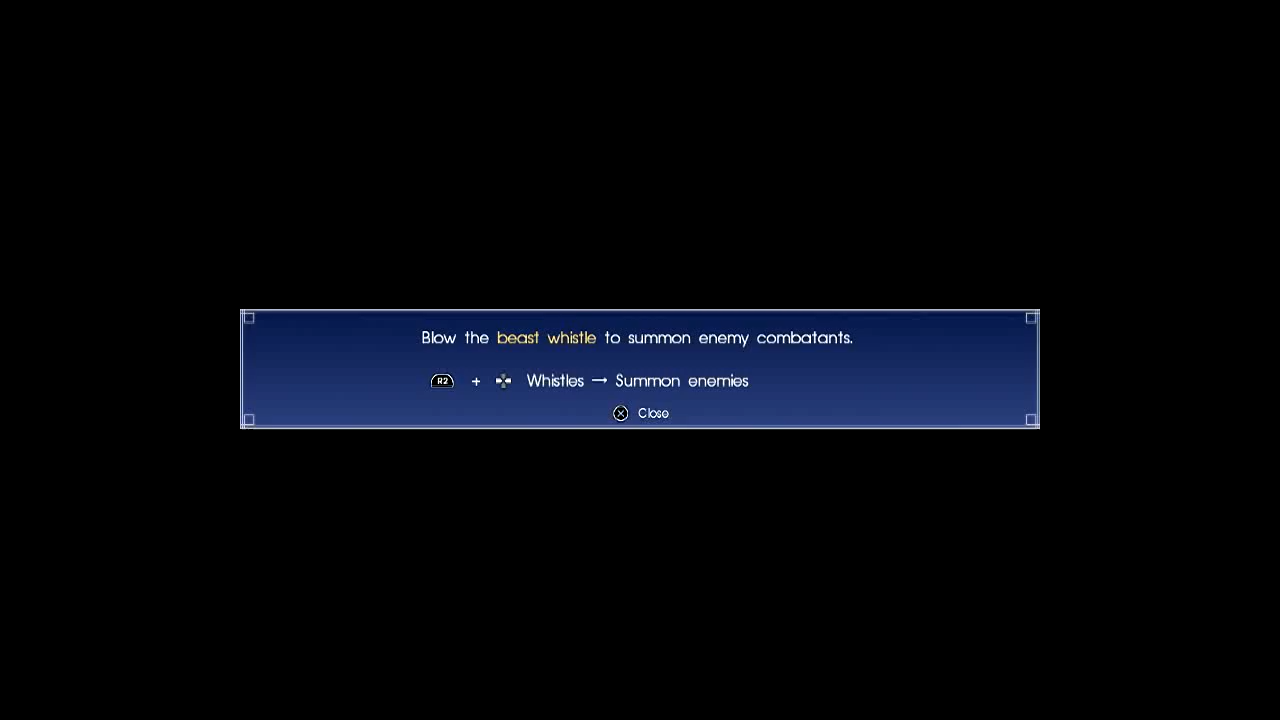 Blow the beast whistle to summon enemy combatants.
R2 + Whistles → Summon enemies
Close